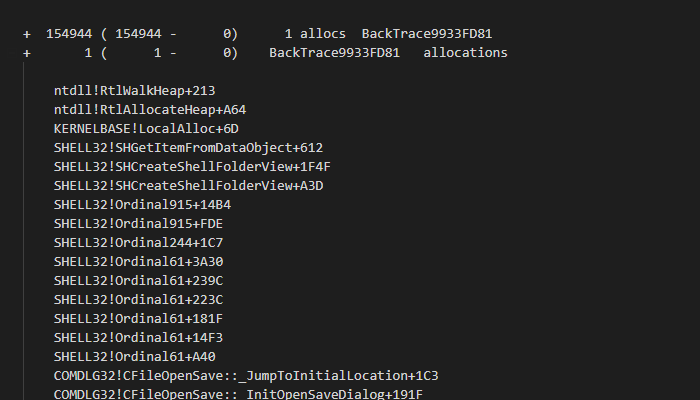 +  154944 ( 154944 -      0)      1 allocs  BackTrace9933FD81
+       1 (      1 -      0)    BackTrace9933FD81   allocations
ntdll!RtlWalkHeap+213
ntdll!RtlAllocateHeap+A64
KERNELBASE!LocalAlloc+6D
SHELL32!SHGetItemFromDataObject+612
SHELL32!SHCreateShellFolderView+1F4F
SHELL32!SHCreateShellFolderView+A3D
SHELL32!Ordinal915+14B4
SHELL32!Ordinal915+FDE
SHELL32!Ordinal244+1C7
SHELL32!Ordinal61+3A30
SHELL32!Ordinal61+239C
SHELL32!Ordinal61+223C
SHELL32!Ordinal61+181F
SHELL32!Ordinal61+14F3
SHELL32!Ordinal61+A40
COMDLG32!CFileOpenSave::_JumpToInitialLocation+1C3
COMDLG32!CFileOpenSave::_InitOpenSaveDialog+191F